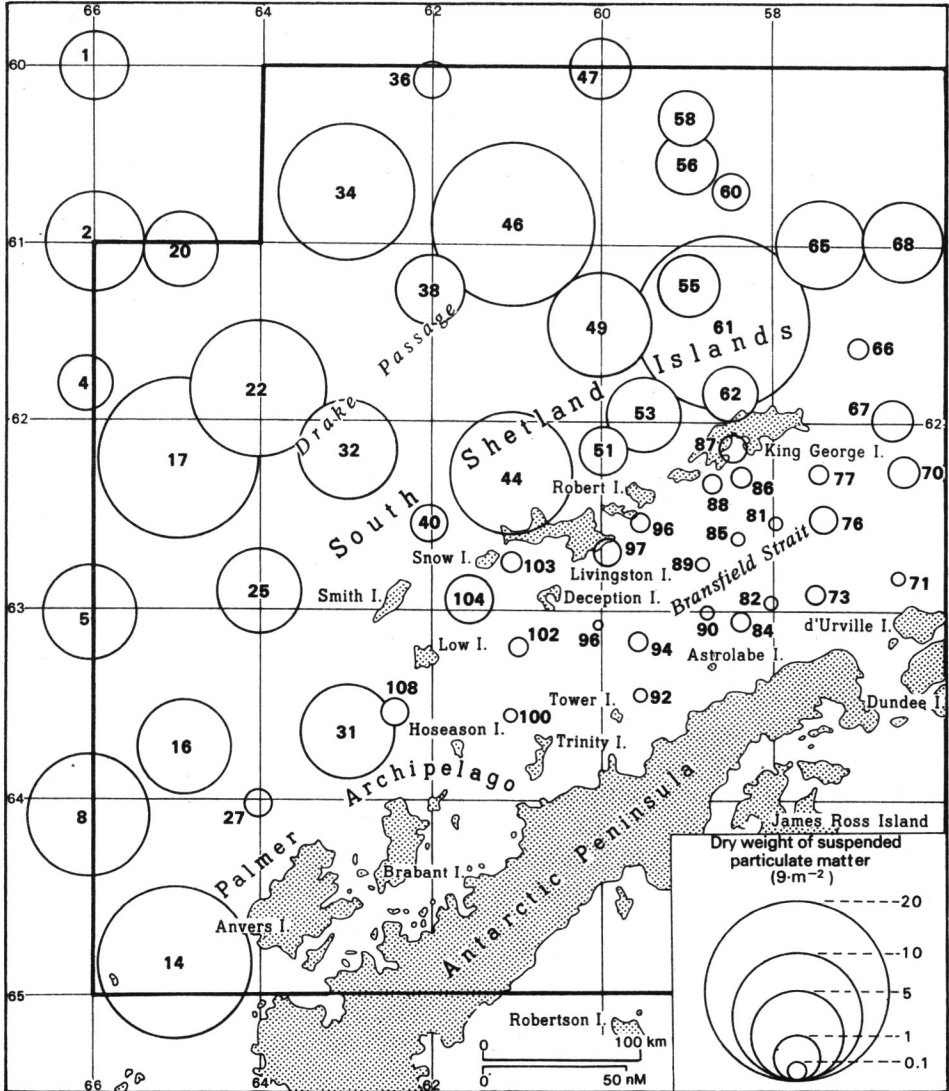 66 64 62 60 58
1
60
36
47
58
56
34
60
46
2
61
20
65
68
38
55
49
61
66
4
22
Drake Passage
South Shetland Islands
62
53
67
62
17
32
51
87
King George I.
44
86
77
70
Robert I.
88
40
96
85
81
76
97
Snow I.
103
89
Livingston I.
Bransfield Strait
25
Smith I.
104
Deception I.
71
63
5
82
73
90
84
d'Urville I.
102
96
94
Low I.
Astrolabe I.
108
92
100
Tower I.
Dundee I.
31
Hoseason I.
16
Trinity I.
64
8
27
Palmer Archipelago
Antarctic Peninsula
James Ross Island
Brabant I.
Anvers I.
14
65
Robertson I.
0 100 km
0 50 nM
66 64 62
Dry weight of suspended
particulate matter
(9·m⁻²)
20
10
5
1
0.1